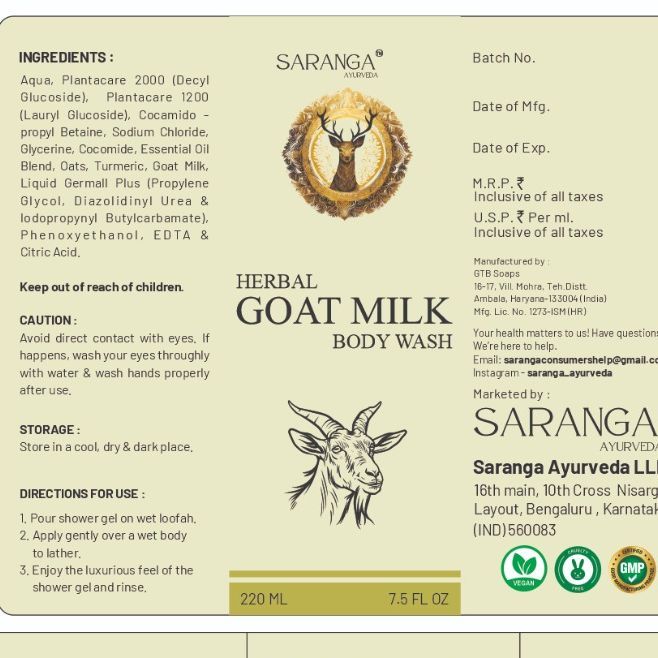 INGREDIENTS :
Aqua, Plantacare 2000 (Decyl
Glucoside), Plantacare 1200
(Lauryl Glucoside), Cocamido -
propyl Betaine, Sodium Chloride,
Glycerine, Cocomide, Essential Oil
Blend, Oats, Turmeric, Goat Milk,
Liquid Germall Plus (Propylene
Glycol, Diazolidinyl Urea &
Iodopropynyl Butylcarbamate),
Phenoxyethanol, EDTA &
Citric Acid.
Keep out of reach of children.
CAUTION :
Avoid direct contact with eyes. If
happens, wash your eyes throughly
with water & wash hands properly
after use.
STORAGE :
Store in a cool, dry & dark place.
DIRECTIONS FOR USE :
1. Pour shower gel on wet loofah.
2. Apply gently over a wet body
to lather.
3. Enjoy the luxurious feel of the
shower gel and rinse.
SARANGA TM
AYURVEDA
HERBAL
GOAT MILK
BODY WASH
220 ML 7.5 FL OZ
Batch No.
Date of Mfg.
Date of Exp.
M.R.P. ₹
Inclusive of all taxes
U.S.P. ₹ Per ml.
Inclusive of all taxes
Manufactured by :
GTB Soaps
16-17, Vill. Mohra, Teh.Distt.
Ambala, Haryana-133004 (India)
Mfg. Lic. No. 1273-ISM (HR)
Your health matters to us! Have questions
We're here to help.
Email: sarangaconsumershelp@gmail.co
Instagram - saranga_ayurveda
Marketed by :
SARANGA
AYURVEDA
Saranga Ayurveda LL
16th main, 10th Cross Nisarg
Layout, Bengaluru , Karnatak
(IND) 560083
VEGAN
CRUELTY
FREE
CERTIFIED
GMP